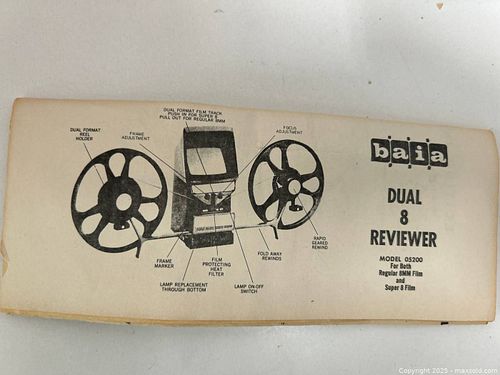 DUAL FORMAT FILM TRACK
PUSH IN FOR SUPER 8
PULL OUT FOR REGULAR 8MM
DUAL FORMAT
REEL
HOLDER
FRAME
ADJUSTMENT
FOCUS
ADJUSTMENT
baia
DUAL
8
REVIEWER
MODEL 05200
For Both
Regular 8MM Film
and
Super 8 Film
RAPID
GEARED
REWIND
FOLD AWAY
REWINDS
FRAME
MARKER
FILM
PROTECTING
HEAT
FILTER
LAMP REPLACEMENT
THROUGH BOTTOM
LAMP ON-OFF
SWITCH
Copyright 2025 - maxsold.com